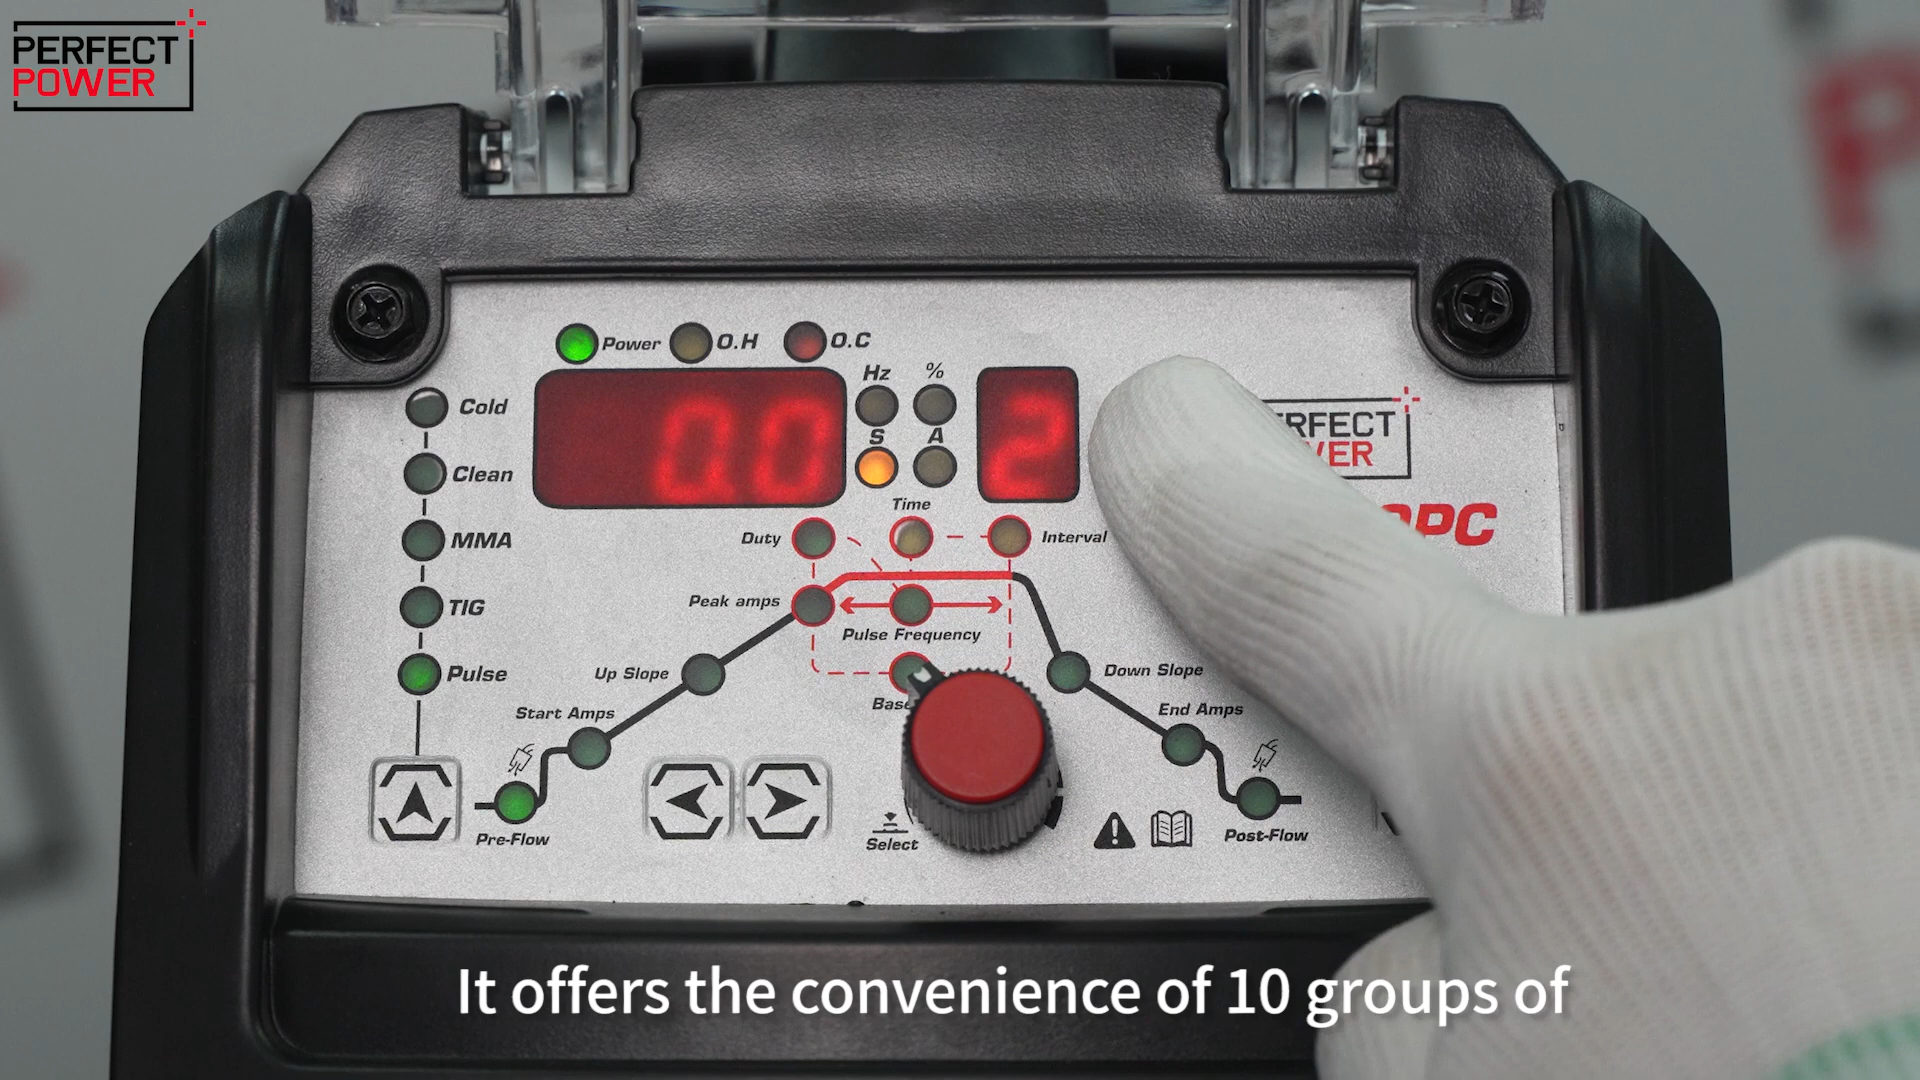 PERFECT
POWER
Power
O.H
O.C
Hz
%
Cold
0.0
2
S
A
Clean
Time
Duty
Interval
MMA
Peak amps
TIG
Pulse Frequency
Up Slope
Pulse
Down Slope
Start Amps
End Amps
Pre-Flow
Select
Post-Flow
It offers the convenience of 10 groups of